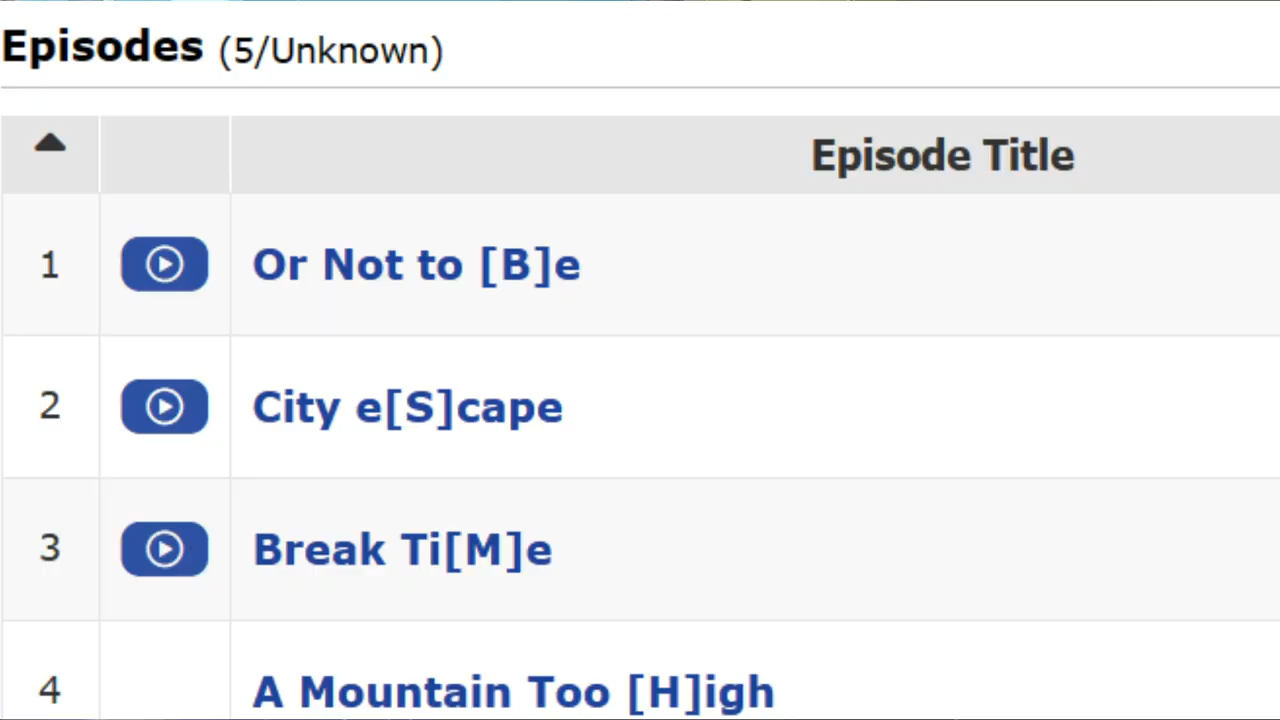 Episodes (5/Unknown)
Episode Title
1 Or Not to [B]e
2 City e[S]cape
3 Break Ti[M]e
4 A Mountain Too [H]igh